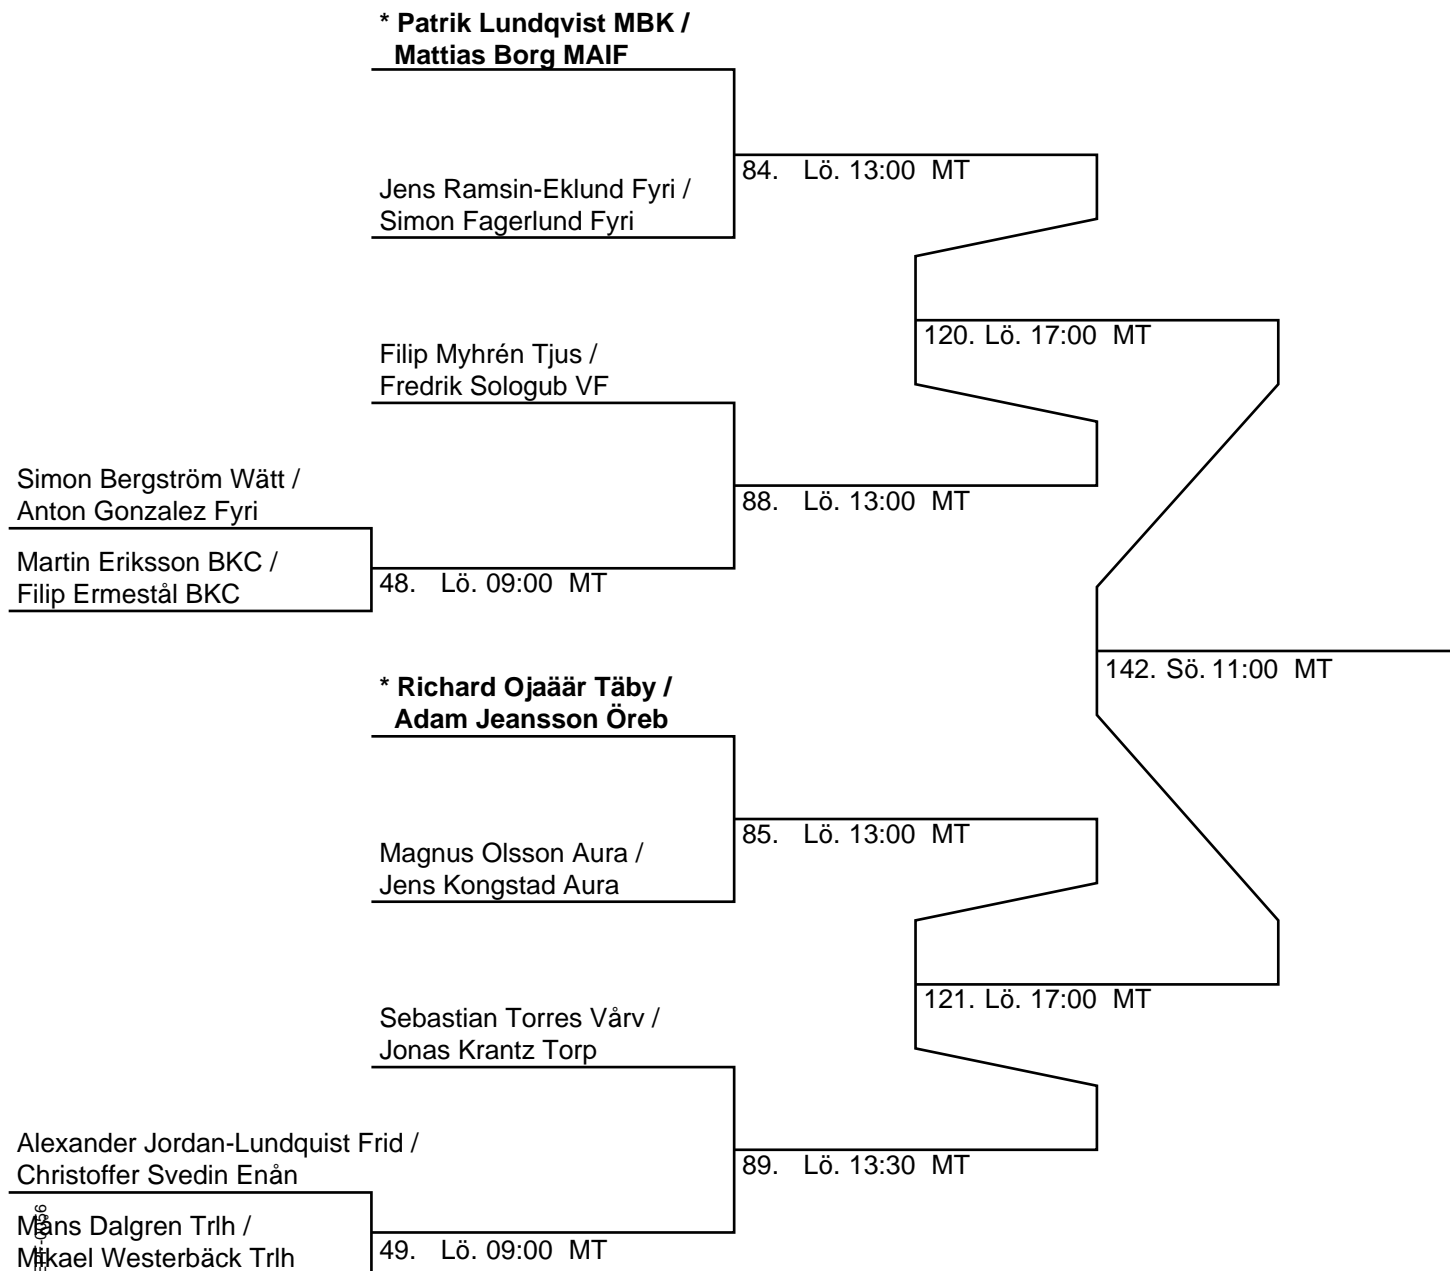 * Patrik Lundqvist MBK /
Mattias Borg MAIF
84. Lö. 13:00 MT
Jens Ramsin-Eklund Fyri /
Simon Fagerlund Fyri
120. Lö. 17:00 MT
Filip Myhrén Tjus /
Fredrik Sologub VF
Simon Bergström Wätt /
Anton Gonzalez Fyri
88. Lö. 13:00 MT
Martin Eriksson BKC /
Filip Ermestål BKC
48. Lö. 09:00 MT
142. Sö. 11:00 MT
* Richard Ojaäär Täby /
Adam Jeansson Öreb
85. Lö. 13:00 MT
Magnus Olsson Aura /
Jens Kongstad Aura
121. Lö. 17:00 MT
Sebastian Torres Vårv /
Jonas Krantz Torp
Alexander Jordan-Lundquist Frid /
Christoffer Svedin Enån
89. Lö. 13:30 MT
Måns Dalgren Trlh /
Mikael Westerbäck Trlh
49. Lö. 09:00 MT